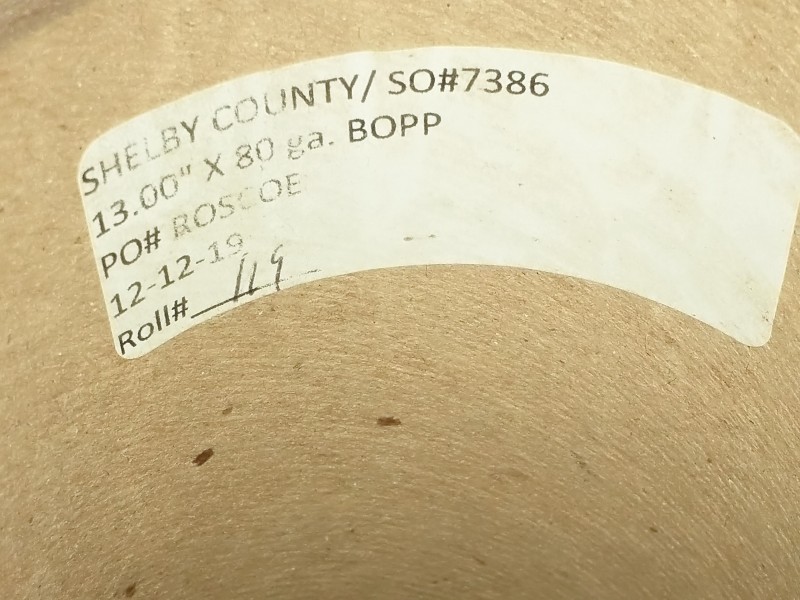 SHELBY COUNTY/ SO#7386
13.00" X 80 ga. BOPP
PO# ROSCOE
12-12-19
Roll# 119